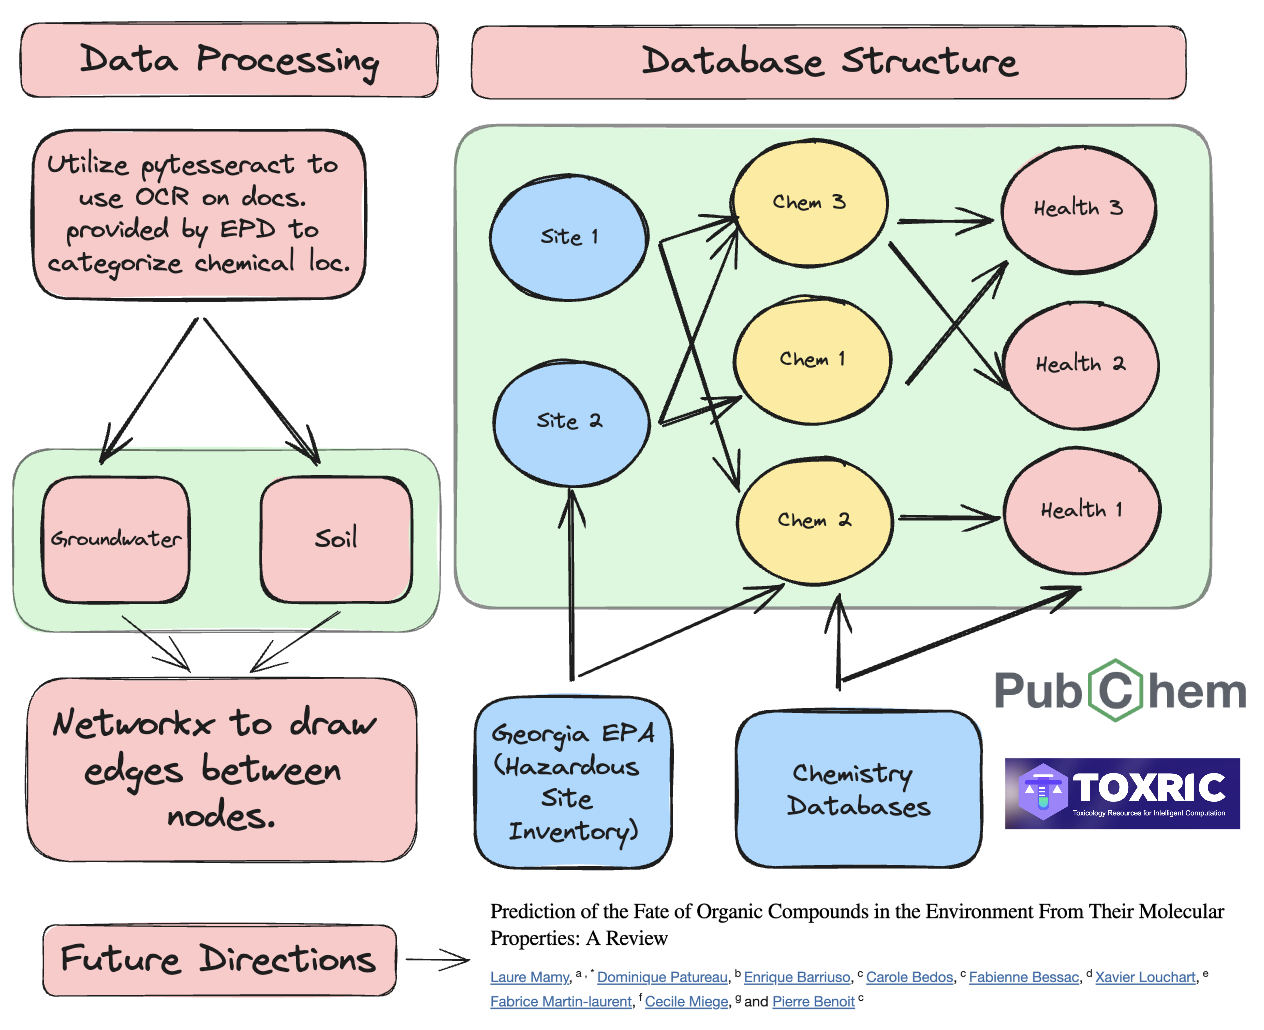 Data Processing
Database Structure
Utilize pytesseract to
use OCR on docs.
provided by EPD to
categorize chemical loc.
Groundwater
Soil
Networkx to draw
edges between
nodes.
Site 1
Site 2
Chem 3
Chem 1
Chem 2
Health 3
Health 2
Health 1
Georgia EPA
(Hazardous
Site
Inventory)
Chemistry
Databases
PubChem
TOXRIC
Toxicology Resources for Intelligent Computation
Future Directions
Prediction of the Fate of Organic Compounds in the Environment From Their Molecular
Properties: A Review
Laure Mamy, a,* Dominique Patureau, b Enrique Barriuso, c Carole Bedos, c Fabienne Bessac, d Xavier Louchart, e
Fabrice Martin-laurent, f Cecile Miege, g and Pierre Benoit c